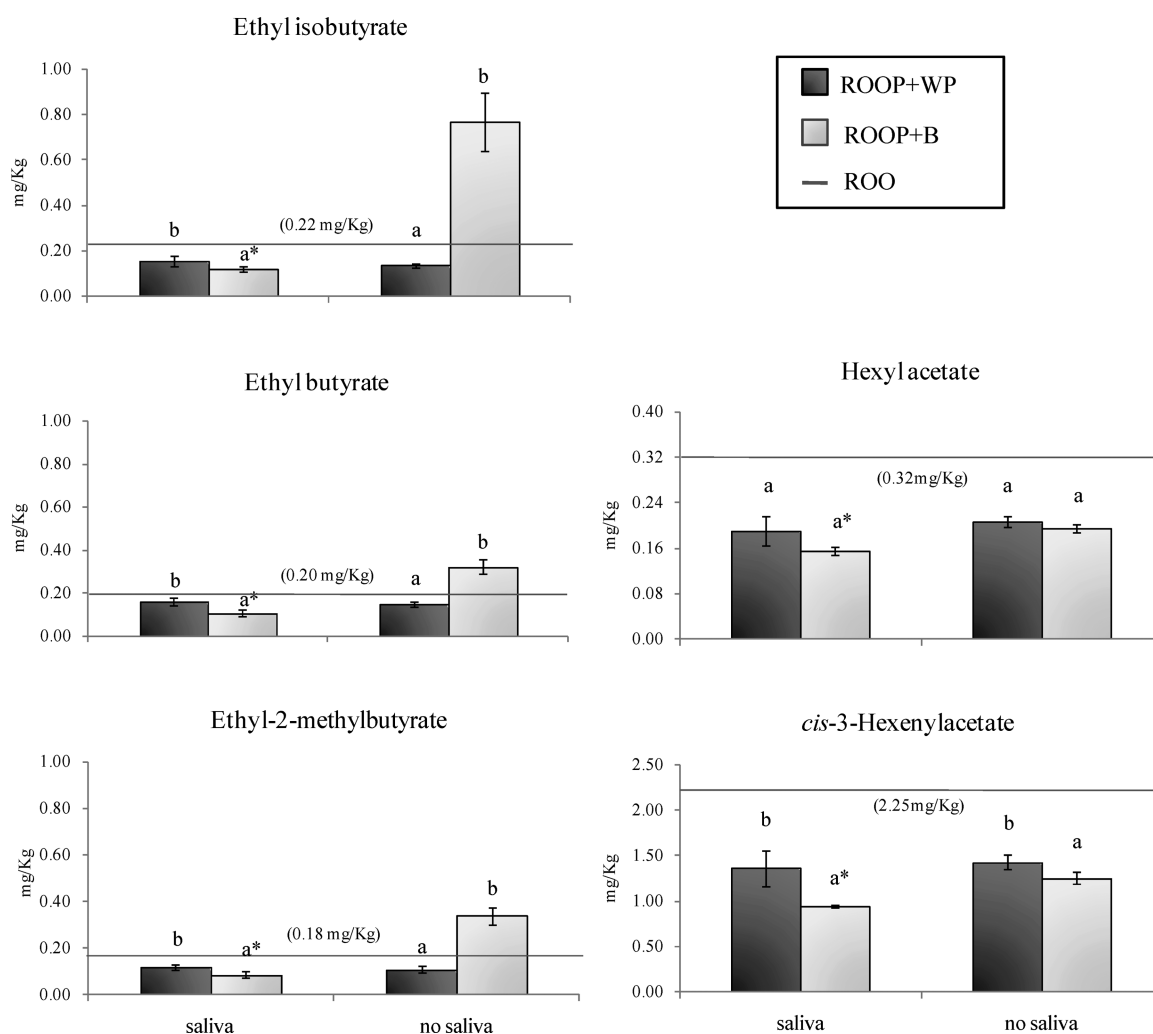 Ethyl isobutyrate
1.00
0.80
0.60
0.40
0.20
0.00
mg/Kg
b
a*
(0.22 mg/Kg)
a
b
ROOP+WP
ROOP+B
ROO
Ethyl butyrate
1.00
0.80
0.60
0.40
0.20
0.00
mg/Kg
b
a*
(0.20 mg/Kg)
a
b
Hexyl acetate
0.40
0.32
0.24
0.16
0.08
0.00
mg/Kg
a
a*
(0.32mg/Kg)
a
a
Ethyl-2-methylbutyrate
1.00
0.80
0.60
0.40
0.20
0.00
mg/Kg
b
a*
(0.18 mg/Kg)
a
b
saliva
no saliva
cis-3-Hexenylacetate
2.50
2.00
1.50
1.00
0.50
0.00
mg/Kg
b
a*
(2.25mg/Kg)
b
a
saliva
no saliva